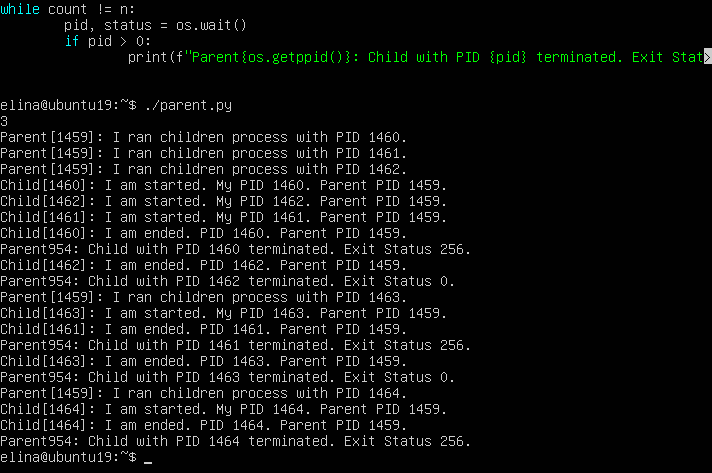 while count != n:
pid, status = os.wait()
if pid > 0:
print(f"Parent{os.getppid()}: Child with PID {pid} terminated. Exit Stat>
elina@ubuntu19:~$ ./parent.py
3
Parent[1459]: I ran children process with PID 1460.
Parent[1459]: I ran children process with PID 1461.
Parent[1459]: I ran children process with PID 1462.
Child[1460]: I am started. My PID 1460. Parent PID 1459.
Child[1462]: I am started. My PID 1462. Parent PID 1459.
Child[1461]: I am started. My PID 1461. Parent PID 1459.
Child[1460]: I am ended. PID 1460. Parent PID 1459.
Parent954: Child with PID 1460 terminated. Exit Status 256.
Child[1462]: I am ended. PID 1462. Parent PID 1459.
Parent954: Child with PID 1462 terminated. Exit Status 0.
Parent[1459]: I ran children process with PID 1463.
Child[1463]: I am started. My PID 1463. Parent PID 1459.
Child[1461]: I am ended. PID 1461. Parent PID 1459.
Parent954: Child with PID 1461 terminated. Exit Status 256.
Child[1463]: I am ended. PID 1463. Parent PID 1459.
Parent954: Child with PID 1463 terminated. Exit Status 0.
Parent[1459]: I ran children process with PID 1464.
Child[1464]: I am started. My PID 1464. Parent PID 1459.
Child[1464]: I am ended. PID 1464. Parent PID 1459.
Parent954: Child with PID 1464 terminated. Exit Status 256.
elina@ubuntu19:~$ _